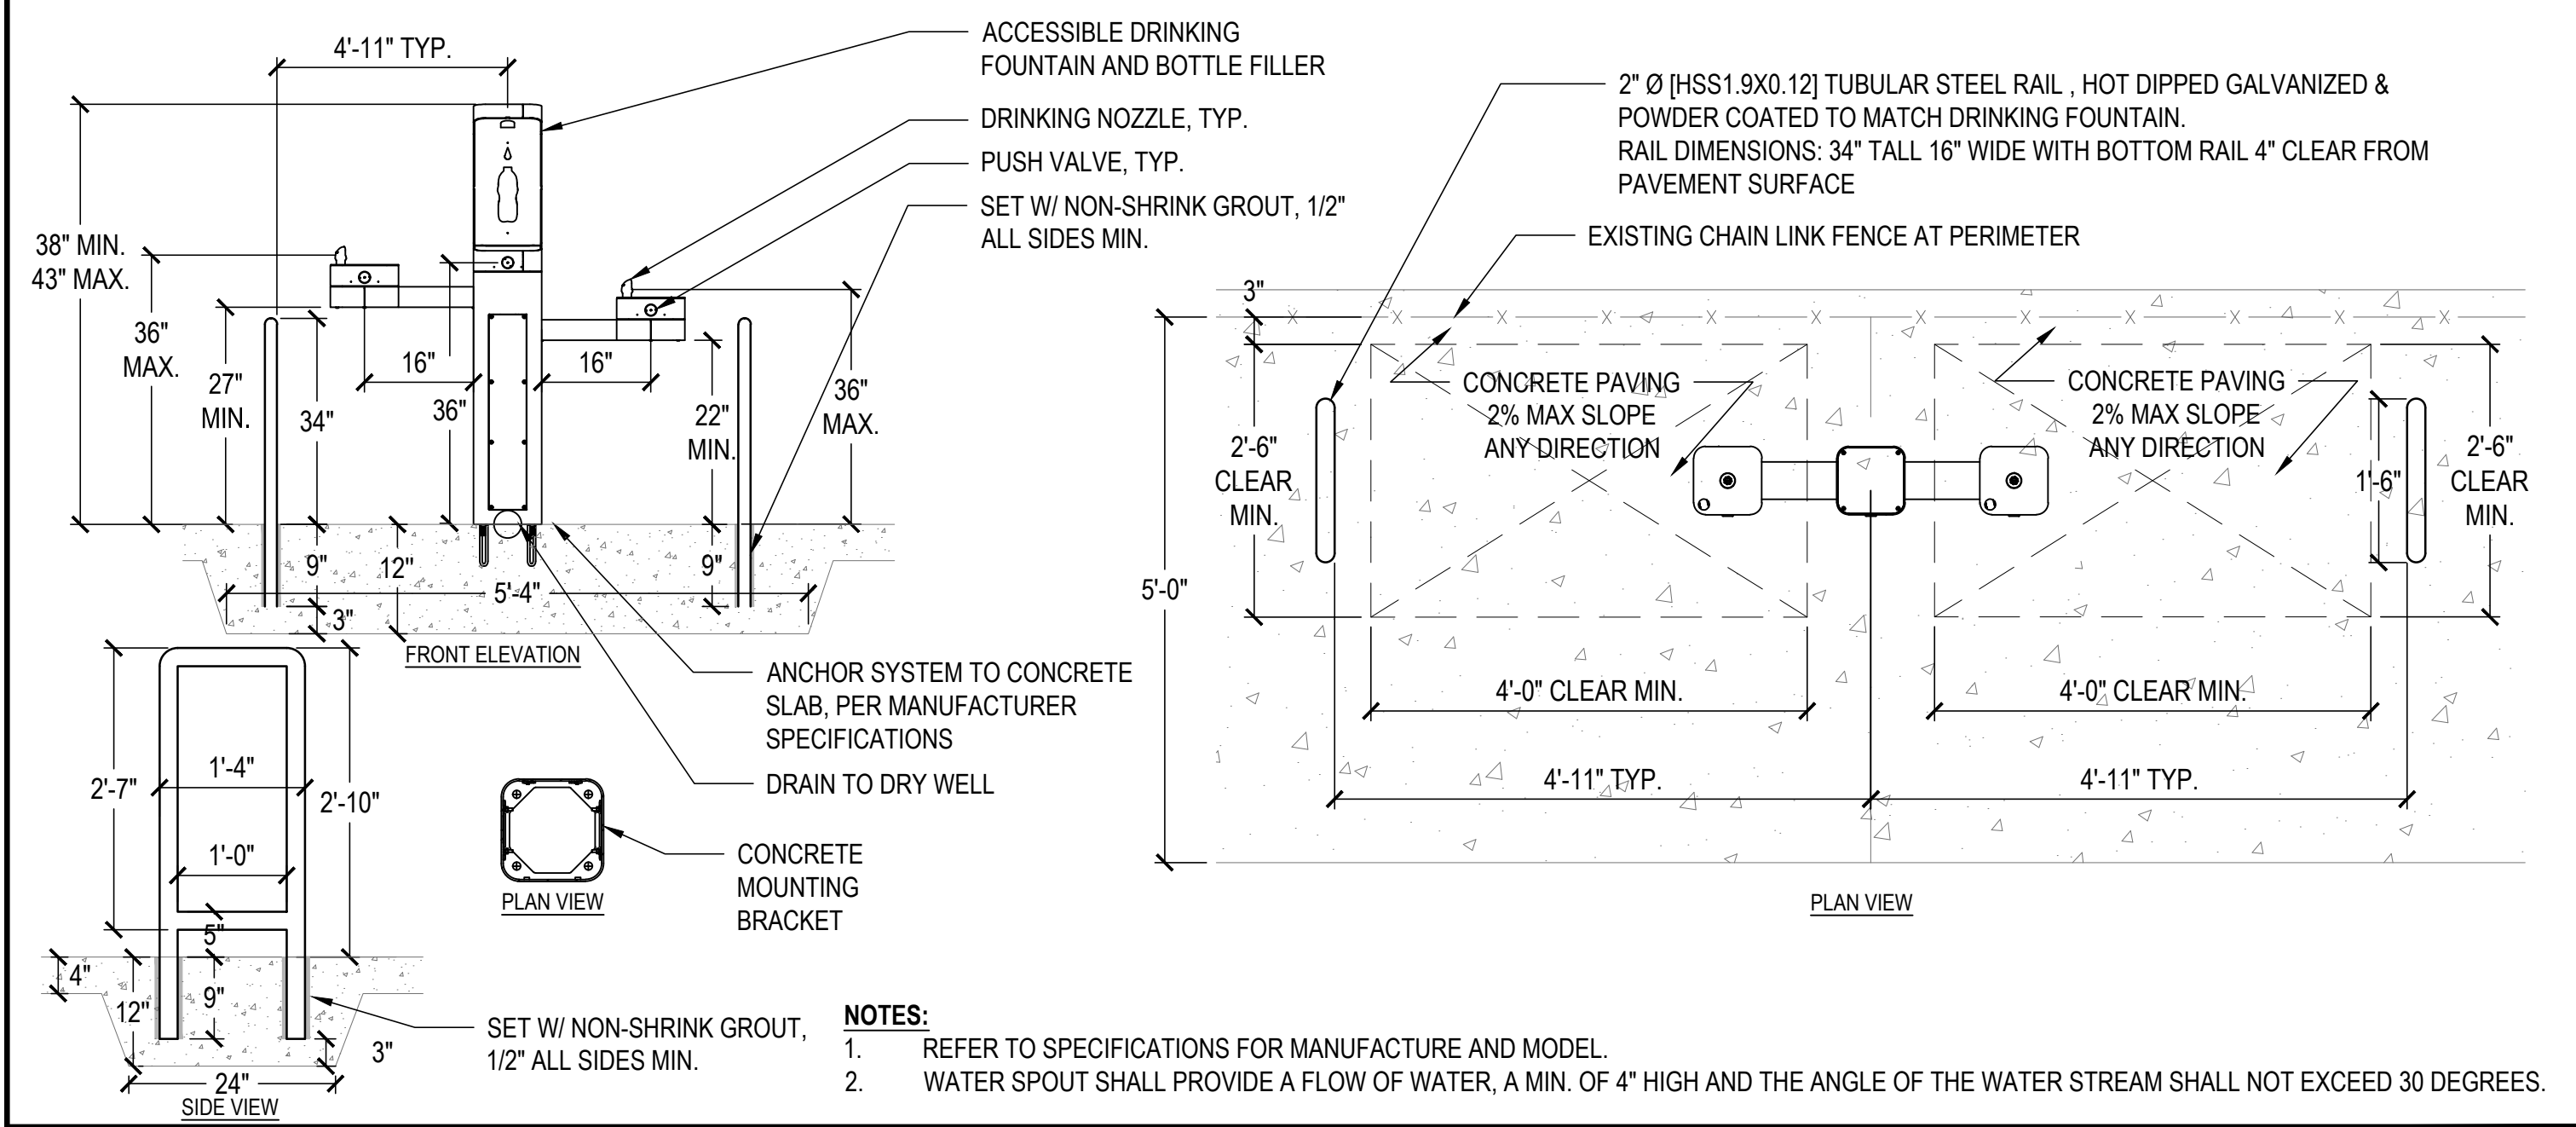 4'-11" TYP.
38" MIN.
43" MAX.
36"
MAX.
27"
MIN.
34"
16"
36"
16"
22"
MIN.
36"
MAX.
9"
12"
9"
5'-4"
3"
FRONT ELEVATION
ACCESSIBLE DRINKING
FOUNTAIN AND BOTTLE FILLER
DRINKING NOZZLE, TYP.
PUSH VALVE, TYP.
SET W/ NON-SHRINK GROUT, 1/2"
ALL SIDES MIN.
ANCHOR SYSTEM TO CONCRETE
SLAB, PER MANUFACTURER
SPECIFICATIONS
DRAIN TO DRY WELL
2'-7"
1'-4"
2'-10"
1'-0"
5"
4"
12"
9"
3"
24"
SIDE VIEW
SET W/ NON-SHRINK GROUT,
1/2" ALL SIDES MIN.
CONCRETE
MOUNTING
BRACKET
PLAN VIEW
2" Ø [HSS1.9X0.12] TUBULAR STEEL RAIL , HOT DIPPED GALVANIZED &
POWDER COATED TO MATCH DRINKING FOUNTAIN.
RAIL DIMENSIONS: 34" TALL 16" WIDE WITH BOTTOM RAIL 4" CLEAR FROM
PAVEMENT SURFACE
EXISTING CHAIN LINK FENCE AT PERIMETER
3"
CONCRETE PAVING
2% MAX SLOPE
ANY DIRECTION
CONCRETE PAVING
2% MAX SLOPE
ANY DIRECTION
2'-6"
CLEAR
MIN.
1'-6"
2'-6"
CLEAR
MIN.
5'-0"
4'-0" CLEAR MIN.
4'-0" CLEAR MIN.
4'-11" TYP.
4'-11" TYP.
PLAN VIEW
NOTES:
1. REFER TO SPECIFICATIONS FOR MANUFACTURE AND MODEL.
2. WATER SPOUT SHALL PROVIDE A FLOW OF WATER, A MIN. OF 4" HIGH AND THE ANGLE OF THE WATER STREAM SHALL NOT EXCEED 30 DEGREES.